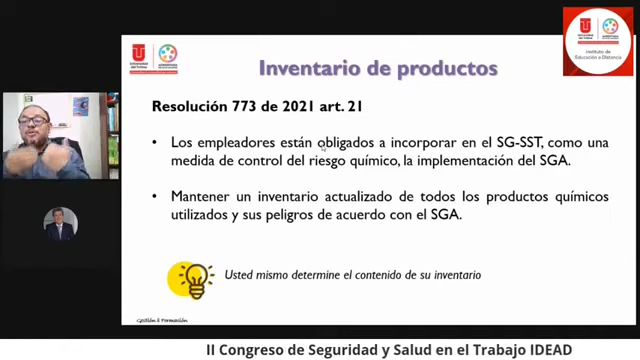 Inventario de productos
Resolución 773 de 2021 art. 21
• Los empleadores están obligados a incorporar en el SG-SST, como una
medida de control del riesgo químico, la implementación del SGA.
• Mantener un inventario actualizado de todos los productos químicos
utilizados y sus peligros de acuerdo con el SGA.
Usted mismo determine el contenido de su inventario
Gestión & Formación
Universidad
del Tolima
Instituto de
Educación a Distancia
II Congreso de Seguridad y Salud en el Trabajo IDEAD